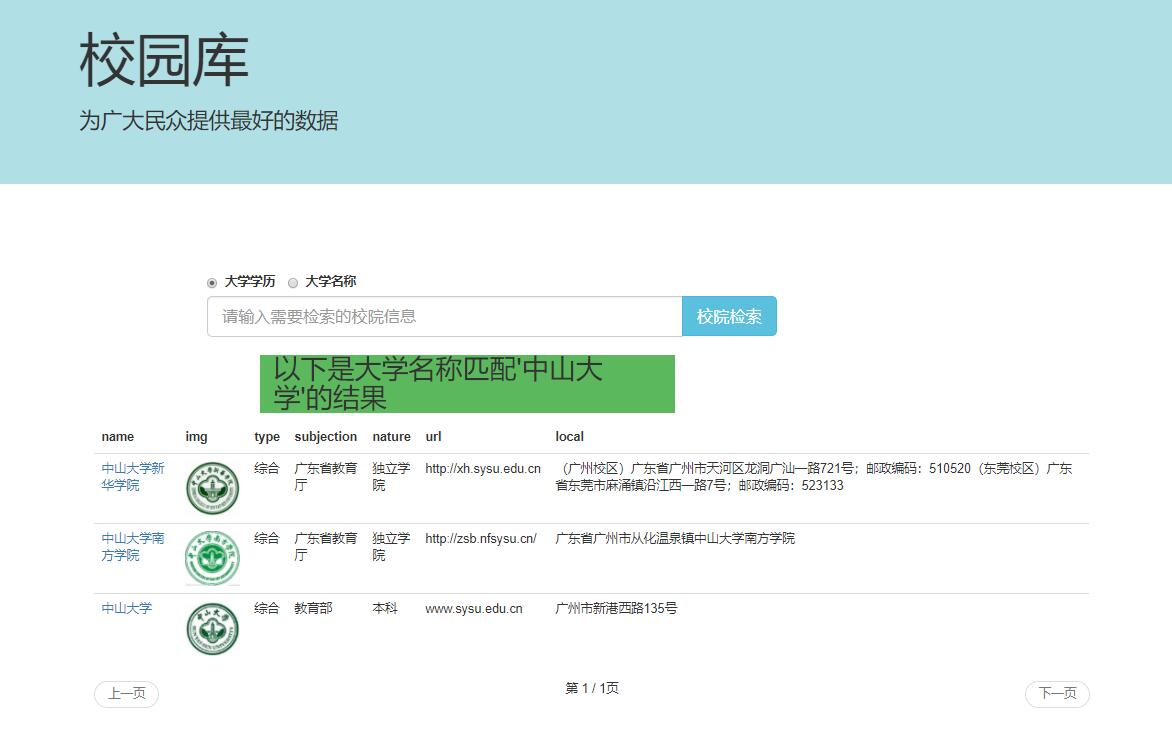 校园库
为广大民众提供最好的数据
大学学历 大学名称
请输入需要检索的校院信息 校院检索
以下是大学名称匹配'中山大
学'的结果
name img type subjection nature url local
中山大学新 综合 广东省教育 独立学 http://xh.sysu.edu.cn （广州校区）广东省广州市天河区龙洞广汕一路721号；邮政编码：510520（东莞校区）广东
华学院 厅 院 省东莞市麻涌镇沿江西一路7号；邮政编码：523133
中山大学南 综合 广东省教育 独立学 http://zsb.nfsysu.cn/ 广东省广州市从化温泉镇中山大学南方学院
方学院 厅 院
中山大学 综合 教育部 本科 www.sysu.edu.cn 广州市新港西路135号
上一页 第 1 / 1页 下一页